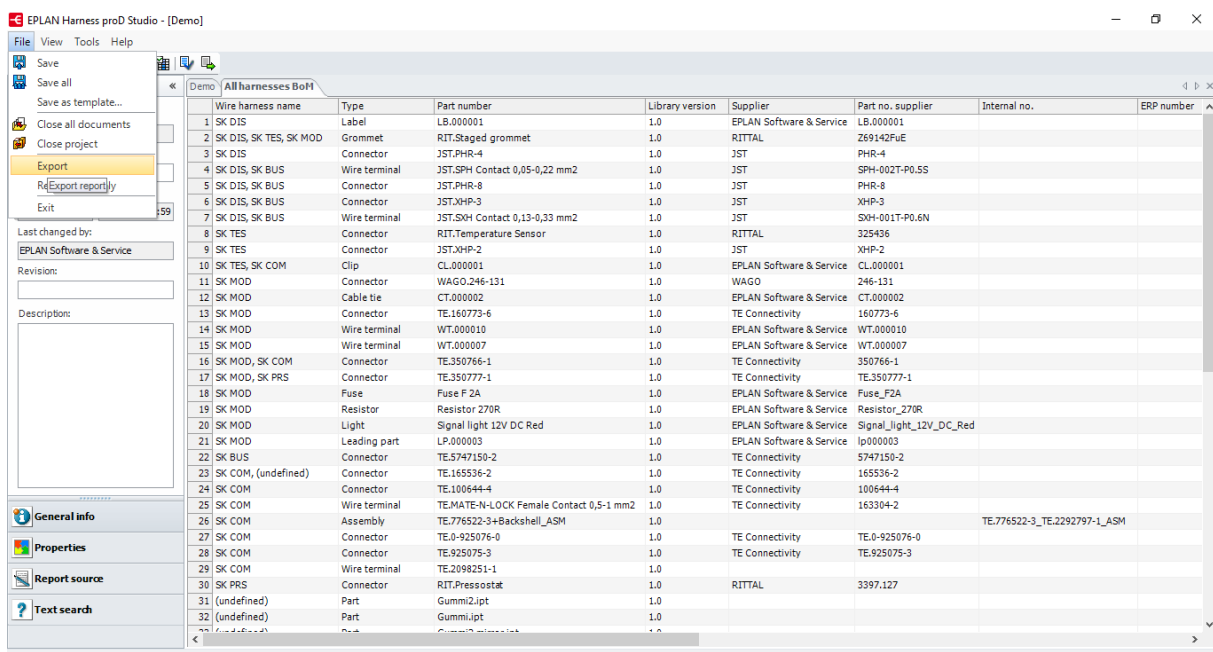 EPLAN Harness proD Studio - [Demo]
File View Tools Help
Save
Save all
Save as template...
Close all documents
Close project
Export
Export report
Exit
:59
Last changed by:
EPLAN Software & Service
Revision:
Description:
General info
Properties
Report source
Text search
Demo All harnesses BoM
Wire harness name Type Part number Library version Supplier Part no. supplier Internal no. ERP number
1 SK DIS Label LB.000001 1.0 EPLAN Software & Service LB.000001
2 SK DIS, SK TES, SK MOD Grommet RIT.Staged grommet 1.0 RITTAL Z69142FuE
3 SK DIS Connector JST.PHR-4 1.0 JST PHR-4
4 SK DIS, SK BUS Wire terminal JST.SPH Contact 0,05-0,22 mm2 1.0 JST SPH-002T-P0.5S
5 SK DIS, SK BUS Connector JST.PHR-8 1.0 JST PHR-8
6 SK DIS, SK BUS Connector JST.XHP-3 1.0 JST XHP-3
7 SK DIS, SK BUS Wire terminal JST.SXH Contact 0,13-0,33 mm2 1.0 JST SXH-001T-P0.6N
8 SK TES Connector RIT.Temperature Sensor 1.0 RITTAL 325436
9 SK TES Connector JST.XHP-2 1.0 JST XHP-2
10 SK TES, SK COM Clip CL.000001 1.0 EPLAN Software & Service CL.000001
11 SK MOD Connector WAGO.246-131 1.0 WAGO 246-131
12 SK MOD Cable tie CT.000002 1.0 EPLAN Software & Service CT.000002
13 SK MOD Connector TE.160773-6 1.0 TE Connectivity 160773-6
14 SK MOD Wire terminal WT.000010 1.0 EPLAN Software & Service WT.000010
15 SK MOD Wire terminal WT.000007 1.0 EPLAN Software & Service WT.000007
16 SK MOD, SK COM Connector TE.350766-1 1.0 TE Connectivity 350766-1
17 SK MOD, SK PRS Connector TE.350777-1 1.0 TE Connectivity TE.350777-1
18 SK MOD Fuse Fuse F 2A 1.0 EPLAN Software & Service Fuse_F2A
19 SK MOD Resistor Resistor 270R 1.0 EPLAN Software & Service Resistor_270R
20 SK MOD Light Signal light 12V DC Red 1.0 EPLAN Software & Service Signal_light_12V_DC_Red
21 SK MOD Leading part LP.000003 1.0 EPLAN Software & Service lp000003
22 SK BUS Connector TE.5747150-2 1.0 TE Connectivity 5747150-2
23 SK COM, (undefined) Connector TE.165536-2 1.0 TE Connectivity 165536-2
24 SK COM Connector TE.100644-4 1.0 TE Connectivity 100644-4
25 SK COM Wire terminal TE.MATE-N-LOCK Female Contact 0,5-1 mm2 1.0 TE Connectivity 163304-2
26 SK COM Assembly TE.776522-3+Backshell_ASM 1.0 TE.776522-3_TE.2292797-1_ASM
27 SK COM Connector TE.0-925076-0 1.0 TE Connectivity TE.0-925076-0
28 SK COM Connector TE.925075-3 1.0 TE Connectivity TE.925075-3
29 SK COM Wire terminal TE.2098251-1 1.0
30 SK PRS Connector RIT.Pressostat 1.0 RITTAL 3397.127
31 (undefined) Part Gummi2.ipt 1.0
32 (undefined) Part Gummi.ipt 1.0